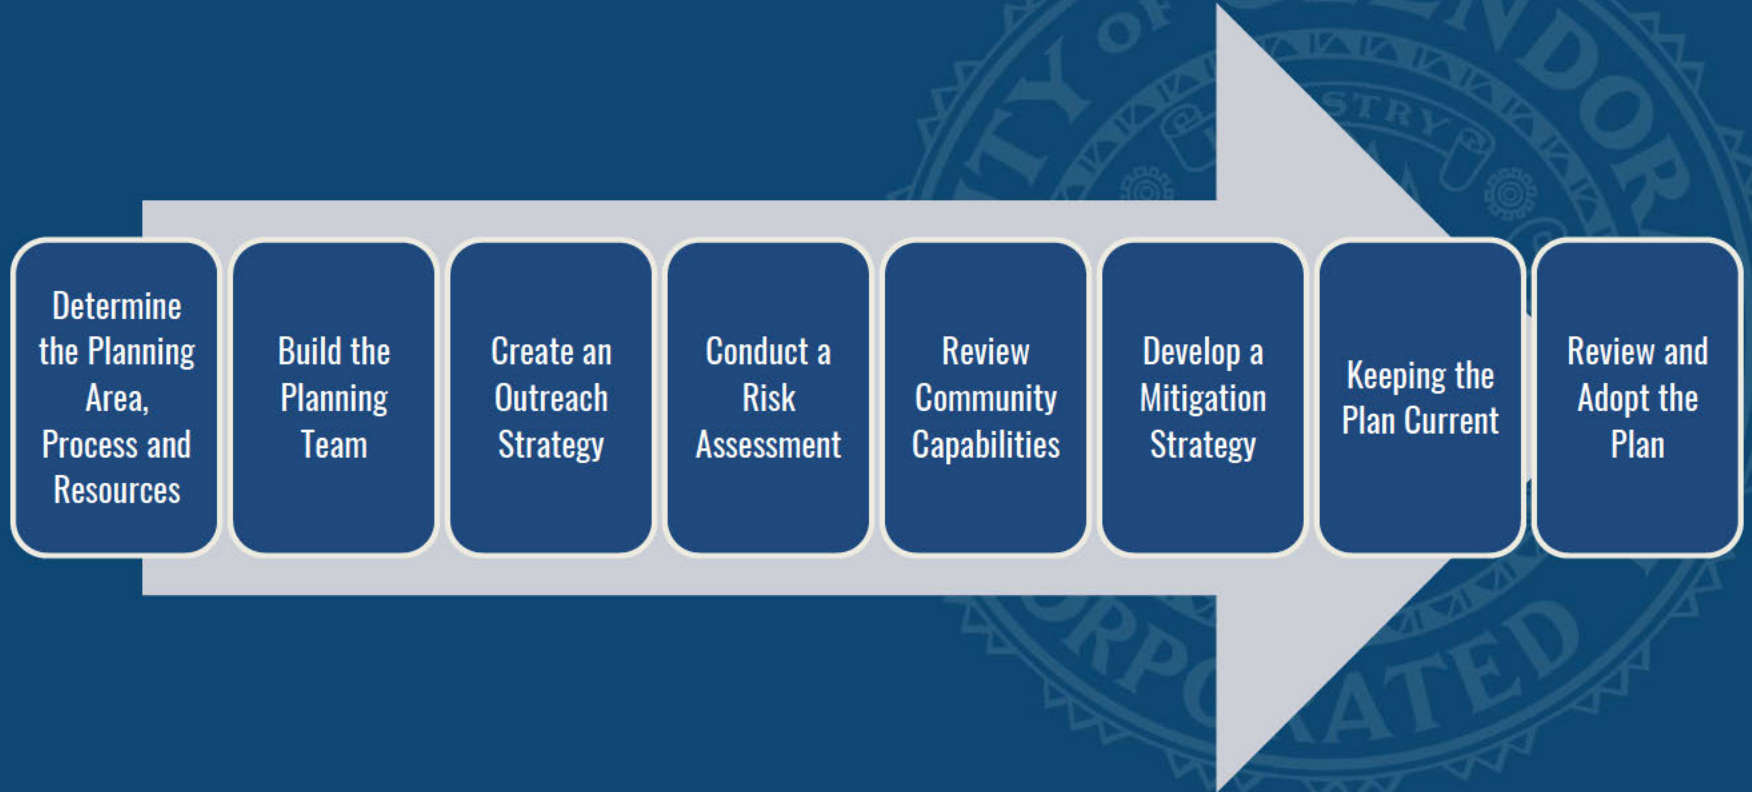 Determine
the Planning
Area,
Process and
Resources
Build the
Planning
Team
Create an
Outreach
Strategy
Conduct a
Risk
Assessment
Review
Community
Capabilities
Develop a
Mitigation
Strategy
Keeping the
Plan Current
Review and
Adopt the
Plan
OF